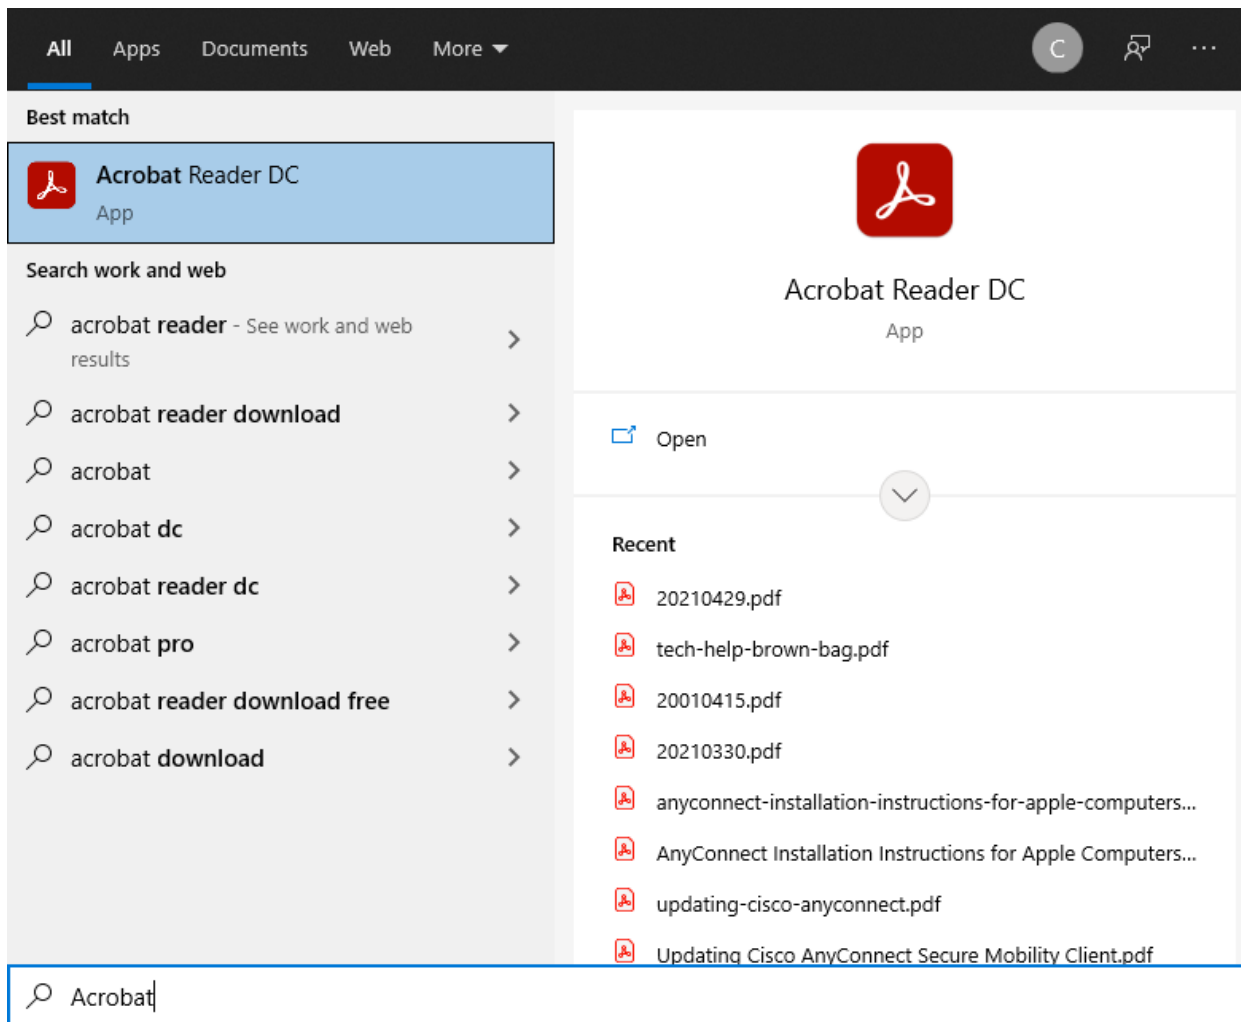 All Apps Documents Web More
C
Best match
Acrobat Reader DC
App
Search work and web
acrobat reader - See work and web
results
acrobat reader download
acrobat
acrobat dc
acrobat reader dc
acrobat pro
acrobat reader download free
acrobat download
Acrobat Reader DC
App
Open
Recent
20210429.pdf
tech-help-brown-bag.pdf
20010415.pdf
20210330.pdf
anyconnect-installation-instructions-for-apple-computers...
AnyConnect Installation Instructions for Apple Computers...
updating-cisco-anyconnect.pdf
Updating Cisco AnyConnect Secure Mobility Client.pdf
Acrobat